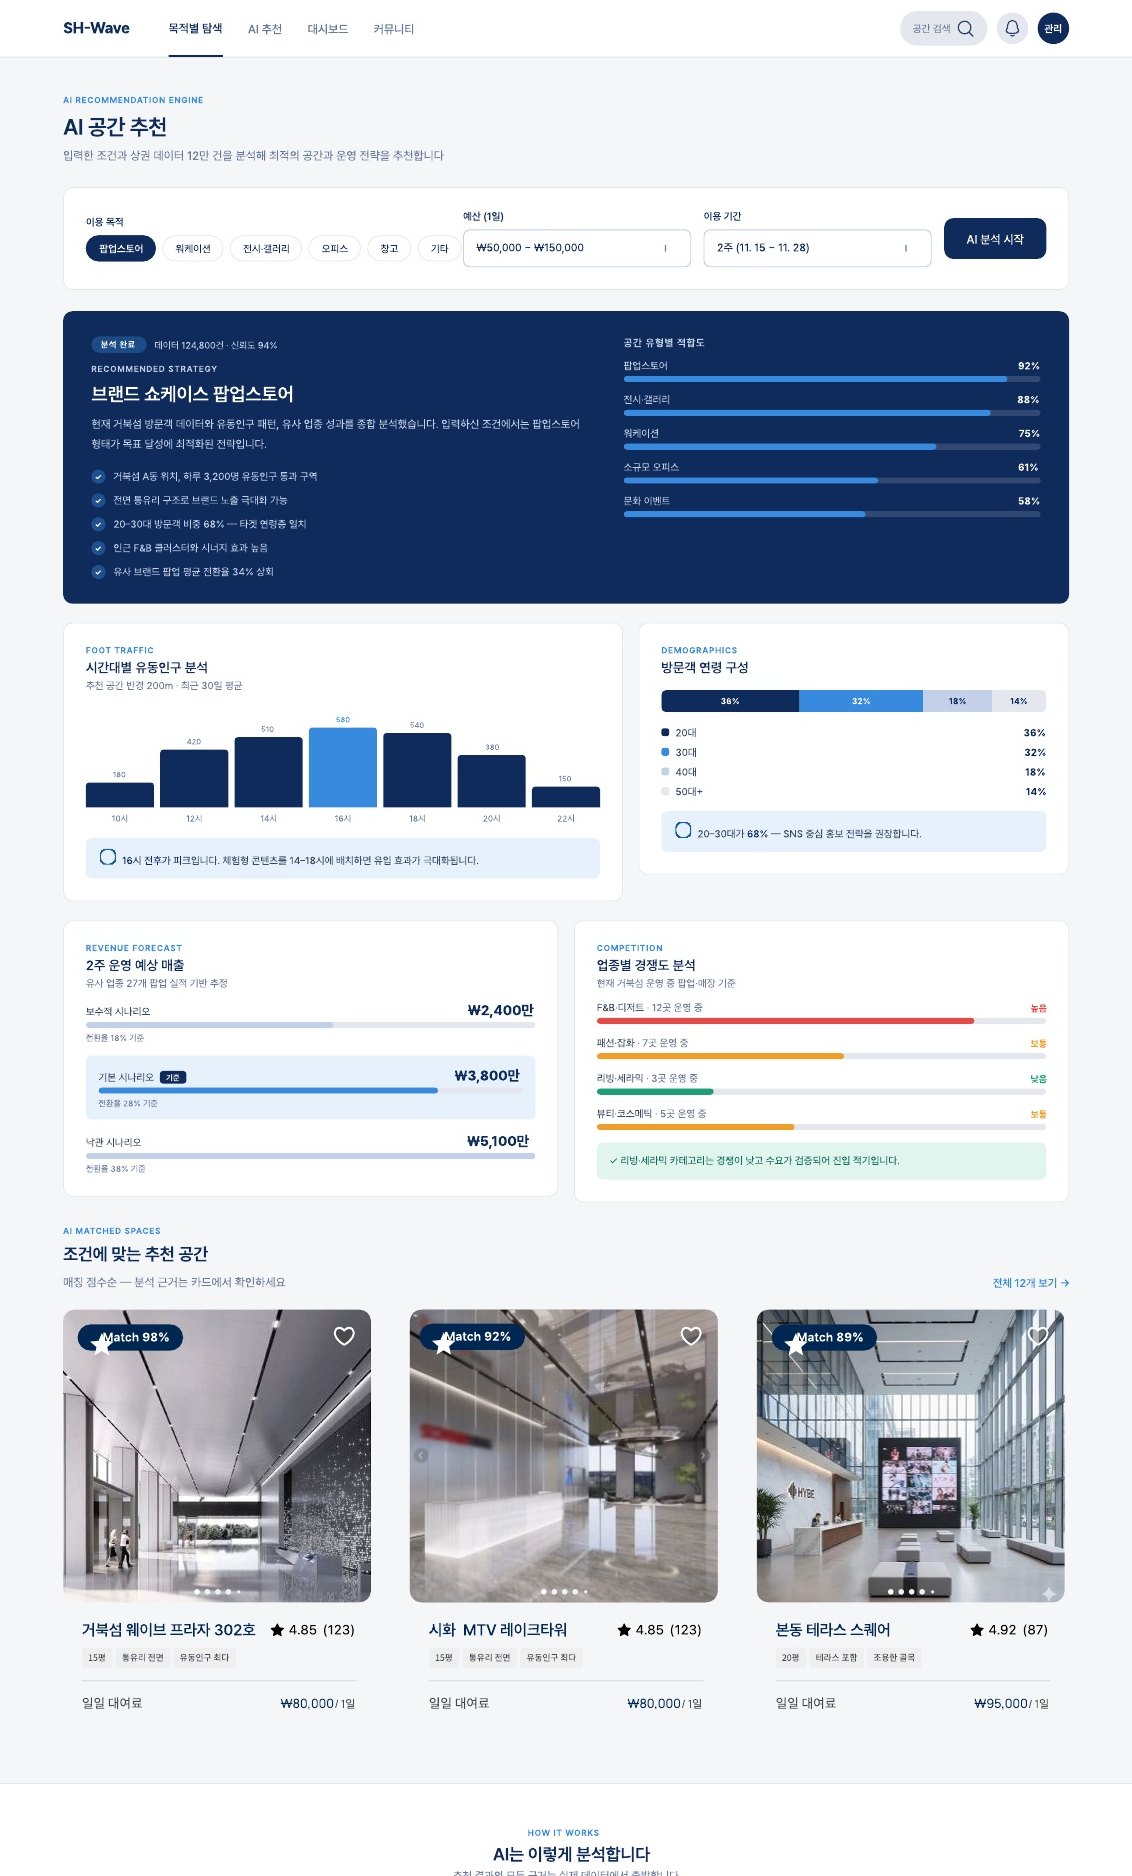 SH-Wave 목적별 탐색 AI 추천 대시보드 커뮤니티 공간 검색 관리
AI RECOMMENDATION ENGINE
AI 공간 추천
입력한 조건과 상권 데이터 12만 건을 분석해 최적의 공간과 운영 전략을 추천합니다
이용 목적
팝업스토어 워케이션 전시·갤러리 오피스 창고 기타
예산 (1일)
₩50,000 ~ ₩150,000
이용 기간
2주 (11. 15 ~ 11. 28)
AI 분석 시작
분석 완료 데이터 124,800건 · 신뢰도 94%
RECOMMENDED STRATEGY
브랜드 쇼케이스 팝업스토어
현재 거북섬 방문객 데이터와 유동인구 패턴, 유사 업종 성과를 종합 분석했습니다. 입력하신 조건에서는 팝업스토어
형태가 목표 달성에 최적화된 전략입니다.
거북섬 A동 위치, 하루 3,200명 유동인구 통과 구역
전면 통유리 구조로 브랜드 노출 극대화 가능
20–30대 방문객 비중 68% — 타겟 연령층 일치
인근 F&B 클러스터와 시너지 효과 높음
유사 브랜드 팝업 평균 전환율 34% 상회
공간 유형별 적합도
팝업스토어 92%
전시·갤러리 88%
워케이션 75%
소규모 오피스 61%
문화 이벤트 58%
FOOT TRAFFIC
시간대별 유동인구 분석
추천 공간 반경 200m · 최근 30일 평균
180 420 510 580 540 380 150
10시 12시 14시 16시 18시 20시 22시
16시 전후가 피크입니다. 체험형 콘텐츠를 14–18시에 배치하면 유입 효과가 극대화됩니다.
DEMOGRAPHICS
방문객 연령 구성
36% 32% 18% 14%
20대 36%
30대 32%
40대 18%
50대+ 14%
20–30대가 68% — SNS 중심 홍보 전략을 권장합니다.
REVENUE FORECAST
2주 운영 예상 매출
유사 업종 27개 팝업 실적 기반 추정
보수적 시나리오 ₩2,400만
전환율 18% 기준
기본 시나리오 기준 ₩3,800만
전환율 28% 기준
낙관 시나리오 ₩5,100만
전환율 38% 기준
COMPETITION
업종별 경쟁도 분석
현재 거북섬 운영 중 팝업·매장 기준
F&B·디저트 · 12곳 운영 중 높음
패션·잡화 · 7곳 운영 중 보통
리빙·세라믹 · 3곳 운영 중 낮음
뷰티·코스메틱 · 5곳 운영 중 보통
✓ 리빙·세라믹 카테고리는 경쟁이 낮고 수요가 검증되어 진입 적기입니다.
AI MATCHED SPACES
조건에 맞는 추천 공간
매칭 점수순 — 분석 근거는 카드에서 확인하세요
전체 12개 보기 →
Match 98%
Match 92%
Match 89%
HYBE
거북섬 웨이브 프라자 302호 ★ 4.85 (123)
15평 통유리 전면 유동인구 최다
일일 대여료 ₩80,000/ 1일
시화 MTV 레이크타워 ★ 4.85 (123)
15평 통유리 전면 유동인구 최다
일일 대여료 ₩80,000/ 1일
본동 테라스 스퀘어 ★ 4.92 (87)
20평 테라스 포함 조용한 골목
일일 대여료 ₩95,000/ 1일
HOW IT WORKS
AI는 이렇게 분석합니다